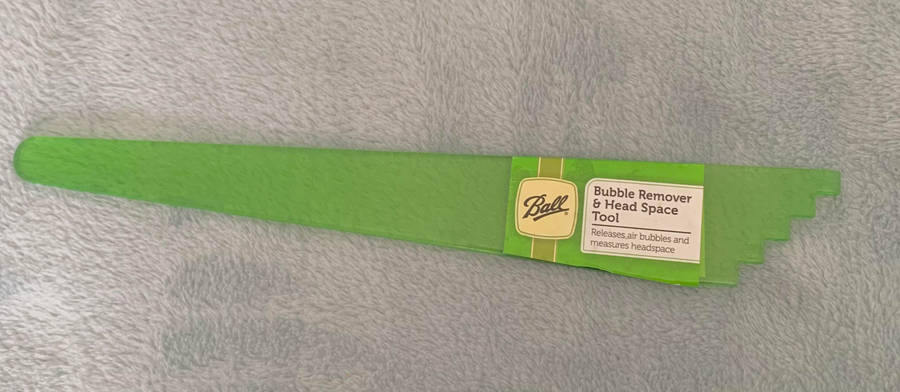 Ball
Bubble Remover
& Head Space
Tool
Releases air bubbles and
measures headspace